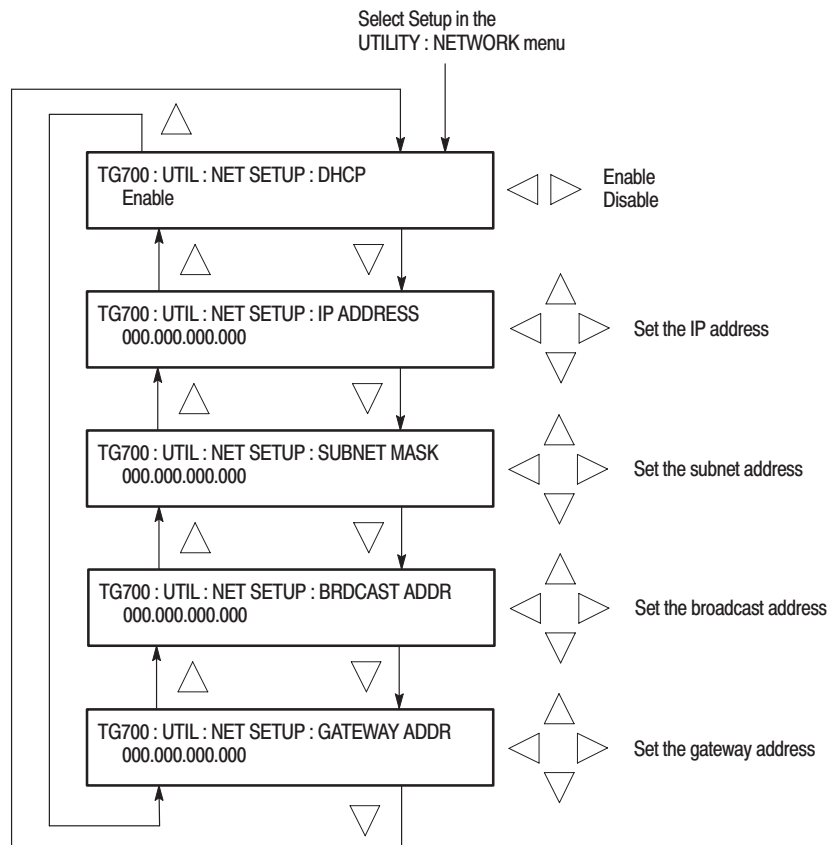 Select Setup in the
UTILITY : NETWORK menu
TG700 : UTIL : NET SETUP : DHCP
Enable
Enable
Disable
TG700 : UTIL : NET SETUP : IP ADDRESS
000.000.000.000
Set the IP address
TG700 : UTIL : NET SETUP : SUBNET MASK
000.000.000.000
Set the subnet address
TG700 : UTIL : NET SETUP : BRDCAST ADDR
000.000.000.000
Set the broadcast address
TG700 : UTIL : NET SETUP : GATEWAY ADDR
000.000.000.000
Set the gateway address